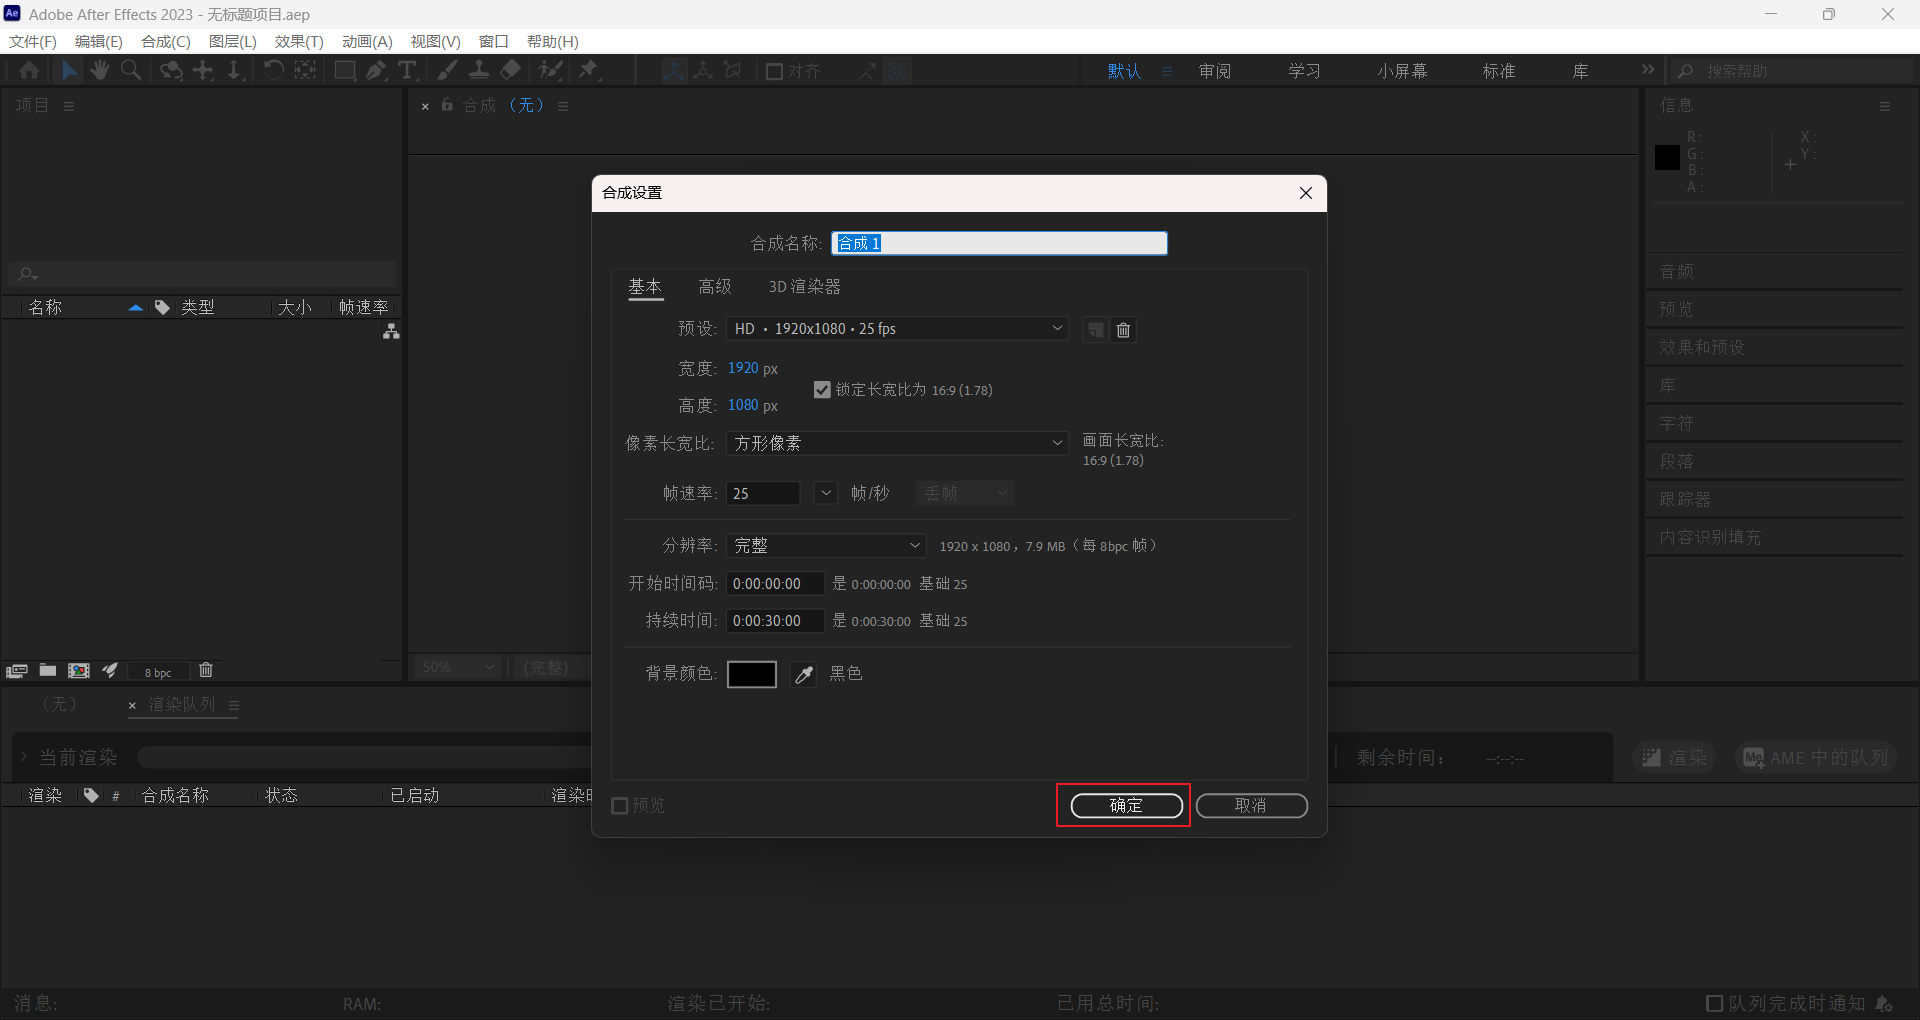 Adobe After Effects 2023 - 无标题项目.aep
文件(F) 编辑(E) 合成(C) 图层(L) 效果(T) 动画(A) 视图(V) 窗口 帮助(H)
对齐 默认 审阅 学习 小屏幕 标准 库 搜索帮助
项目
合成 （无）
信息
R:
G:
B:
A:
X:
Y:
合成设置
合成名称: 合成 1
基本 高级 3D 渲染器
预设: HD • 1920x1080 • 25 fps
宽度: 1920 px
锁定长宽比为 16:9 (1.78)
高度: 1080 px
像素长宽比: 方形像素
画面长宽比:
16:9 (1.78)
帧速率: 25 帧/秒 丢帧
分辨率: 完整 1920 x 1080，7.9 MB（每 8bpc 帧）
开始时间码: 0:00:00:00 是 0:00:00:00 基础 25
持续时间: 0:00:30:00 是 0:00:30:00 基础 25
背景颜色: 黑色
预览 确定 取消
名称 类型 大小 帧速率
音频
预览
效果和预设
库
字符
段落
跟踪器
内容识别填充
8 bpc
50% (完整)
（无） 渲染队列
当前渲染 剩余时间： --:--:-- 渲染 AME 中的队列
渲染 # 合成名称 状态 已启动 渲染时
消息: RAM: 渲染已开始: 已用总时间: 队列完成时通知